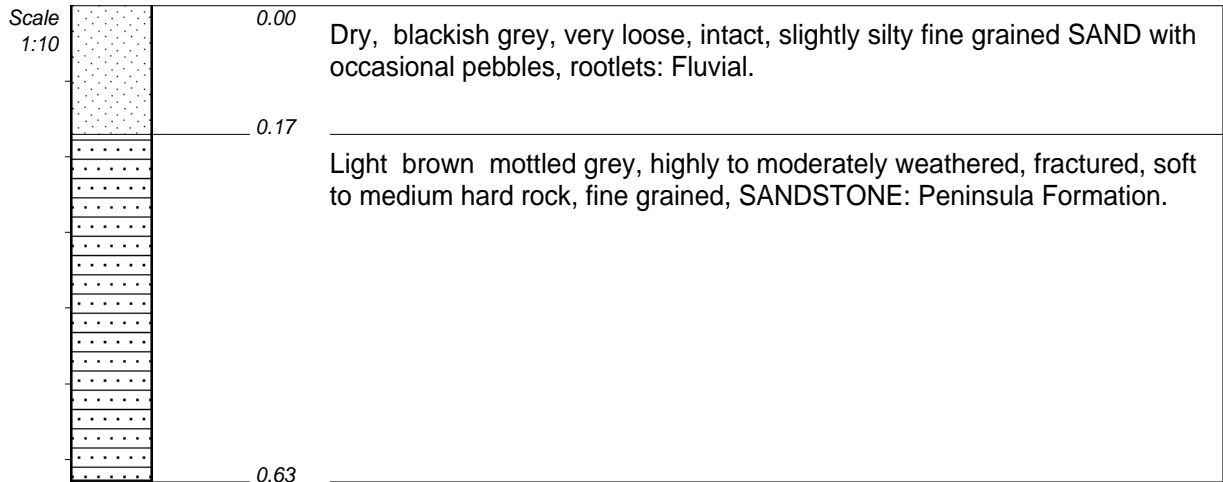 Scale
1:10
0.00
Dry, blackish grey, very loose, intact, slightly silty fine grained SAND with
occasional pebbles, rootlets: Fluvial.
0.17
Light brown mottled grey, highly to moderately weathered, fractured, soft
to medium hard rock, fine grained, SANDSTONE: Peninsula Formation.
0.63